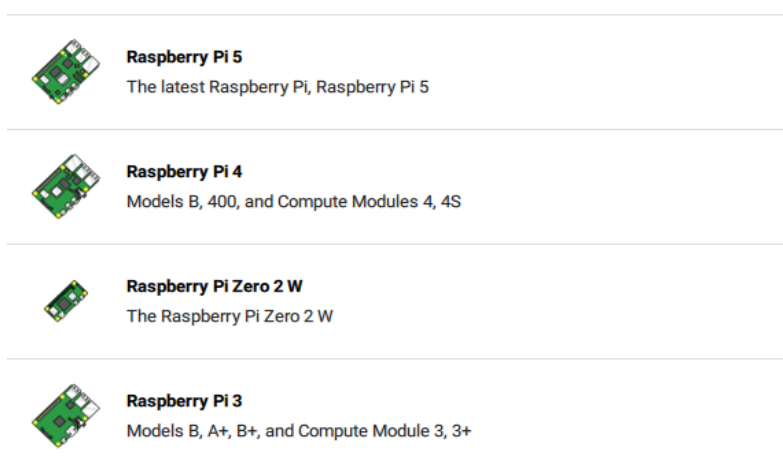 Raspberry Pi 5
The latest Raspberry Pi, Raspberry Pi 5
Raspberry Pi 4
Models B, 400, and Compute Modules 4, 4S
Raspberry Pi Zero 2 W
The Raspberry Pi Zero 2 W
Raspberry Pi 3
Models B, A+, B+, and Compute Module 3, 3+